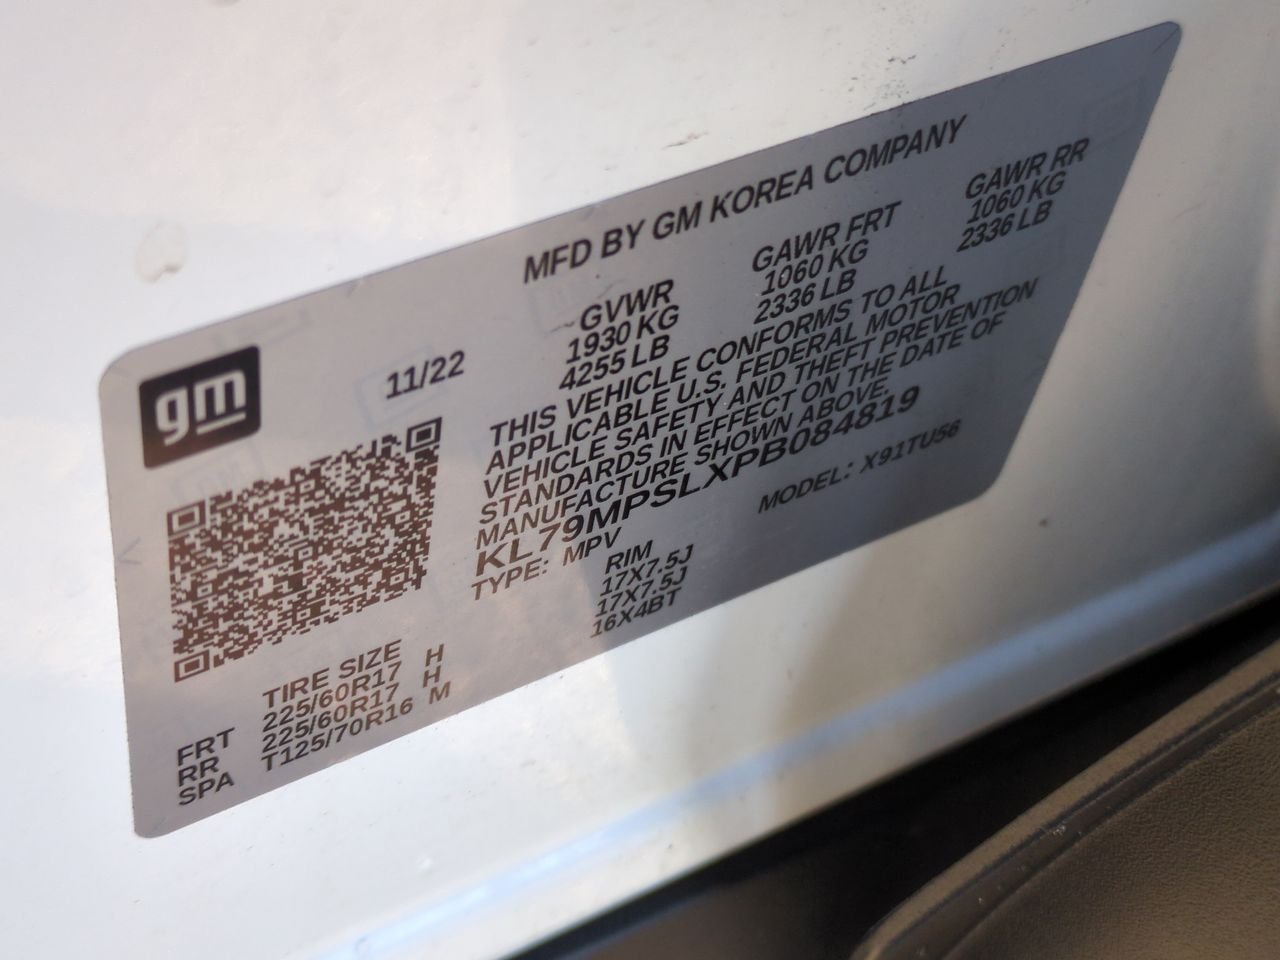 MFD BY GM KOREA COMPANY
gm
11/22
GVWR GAWR FRT GAWR RR
1930 KG 1060 KG 1060 KG
4255 LB 2336 LB 2336 LB
THIS VEHICLE CONFORMS TO ALL
APPLICABLE U.S. FEDERAL MOTOR
VEHICLE SAFETY AND THEFT PREVENTION
STANDARDS IN EFFECT ON THE DATE OF
MANUFACTURE SHOWN ABOVE.
KL79MPSLXPB084819
TYPE: MPV MODEL: X91TU56
TIRE SIZE RIM
FRT 225/60R17 H 17X7.5J
RR 225/60R17 H 17X7.5J
SPA T125/70R16 M 16X4BT